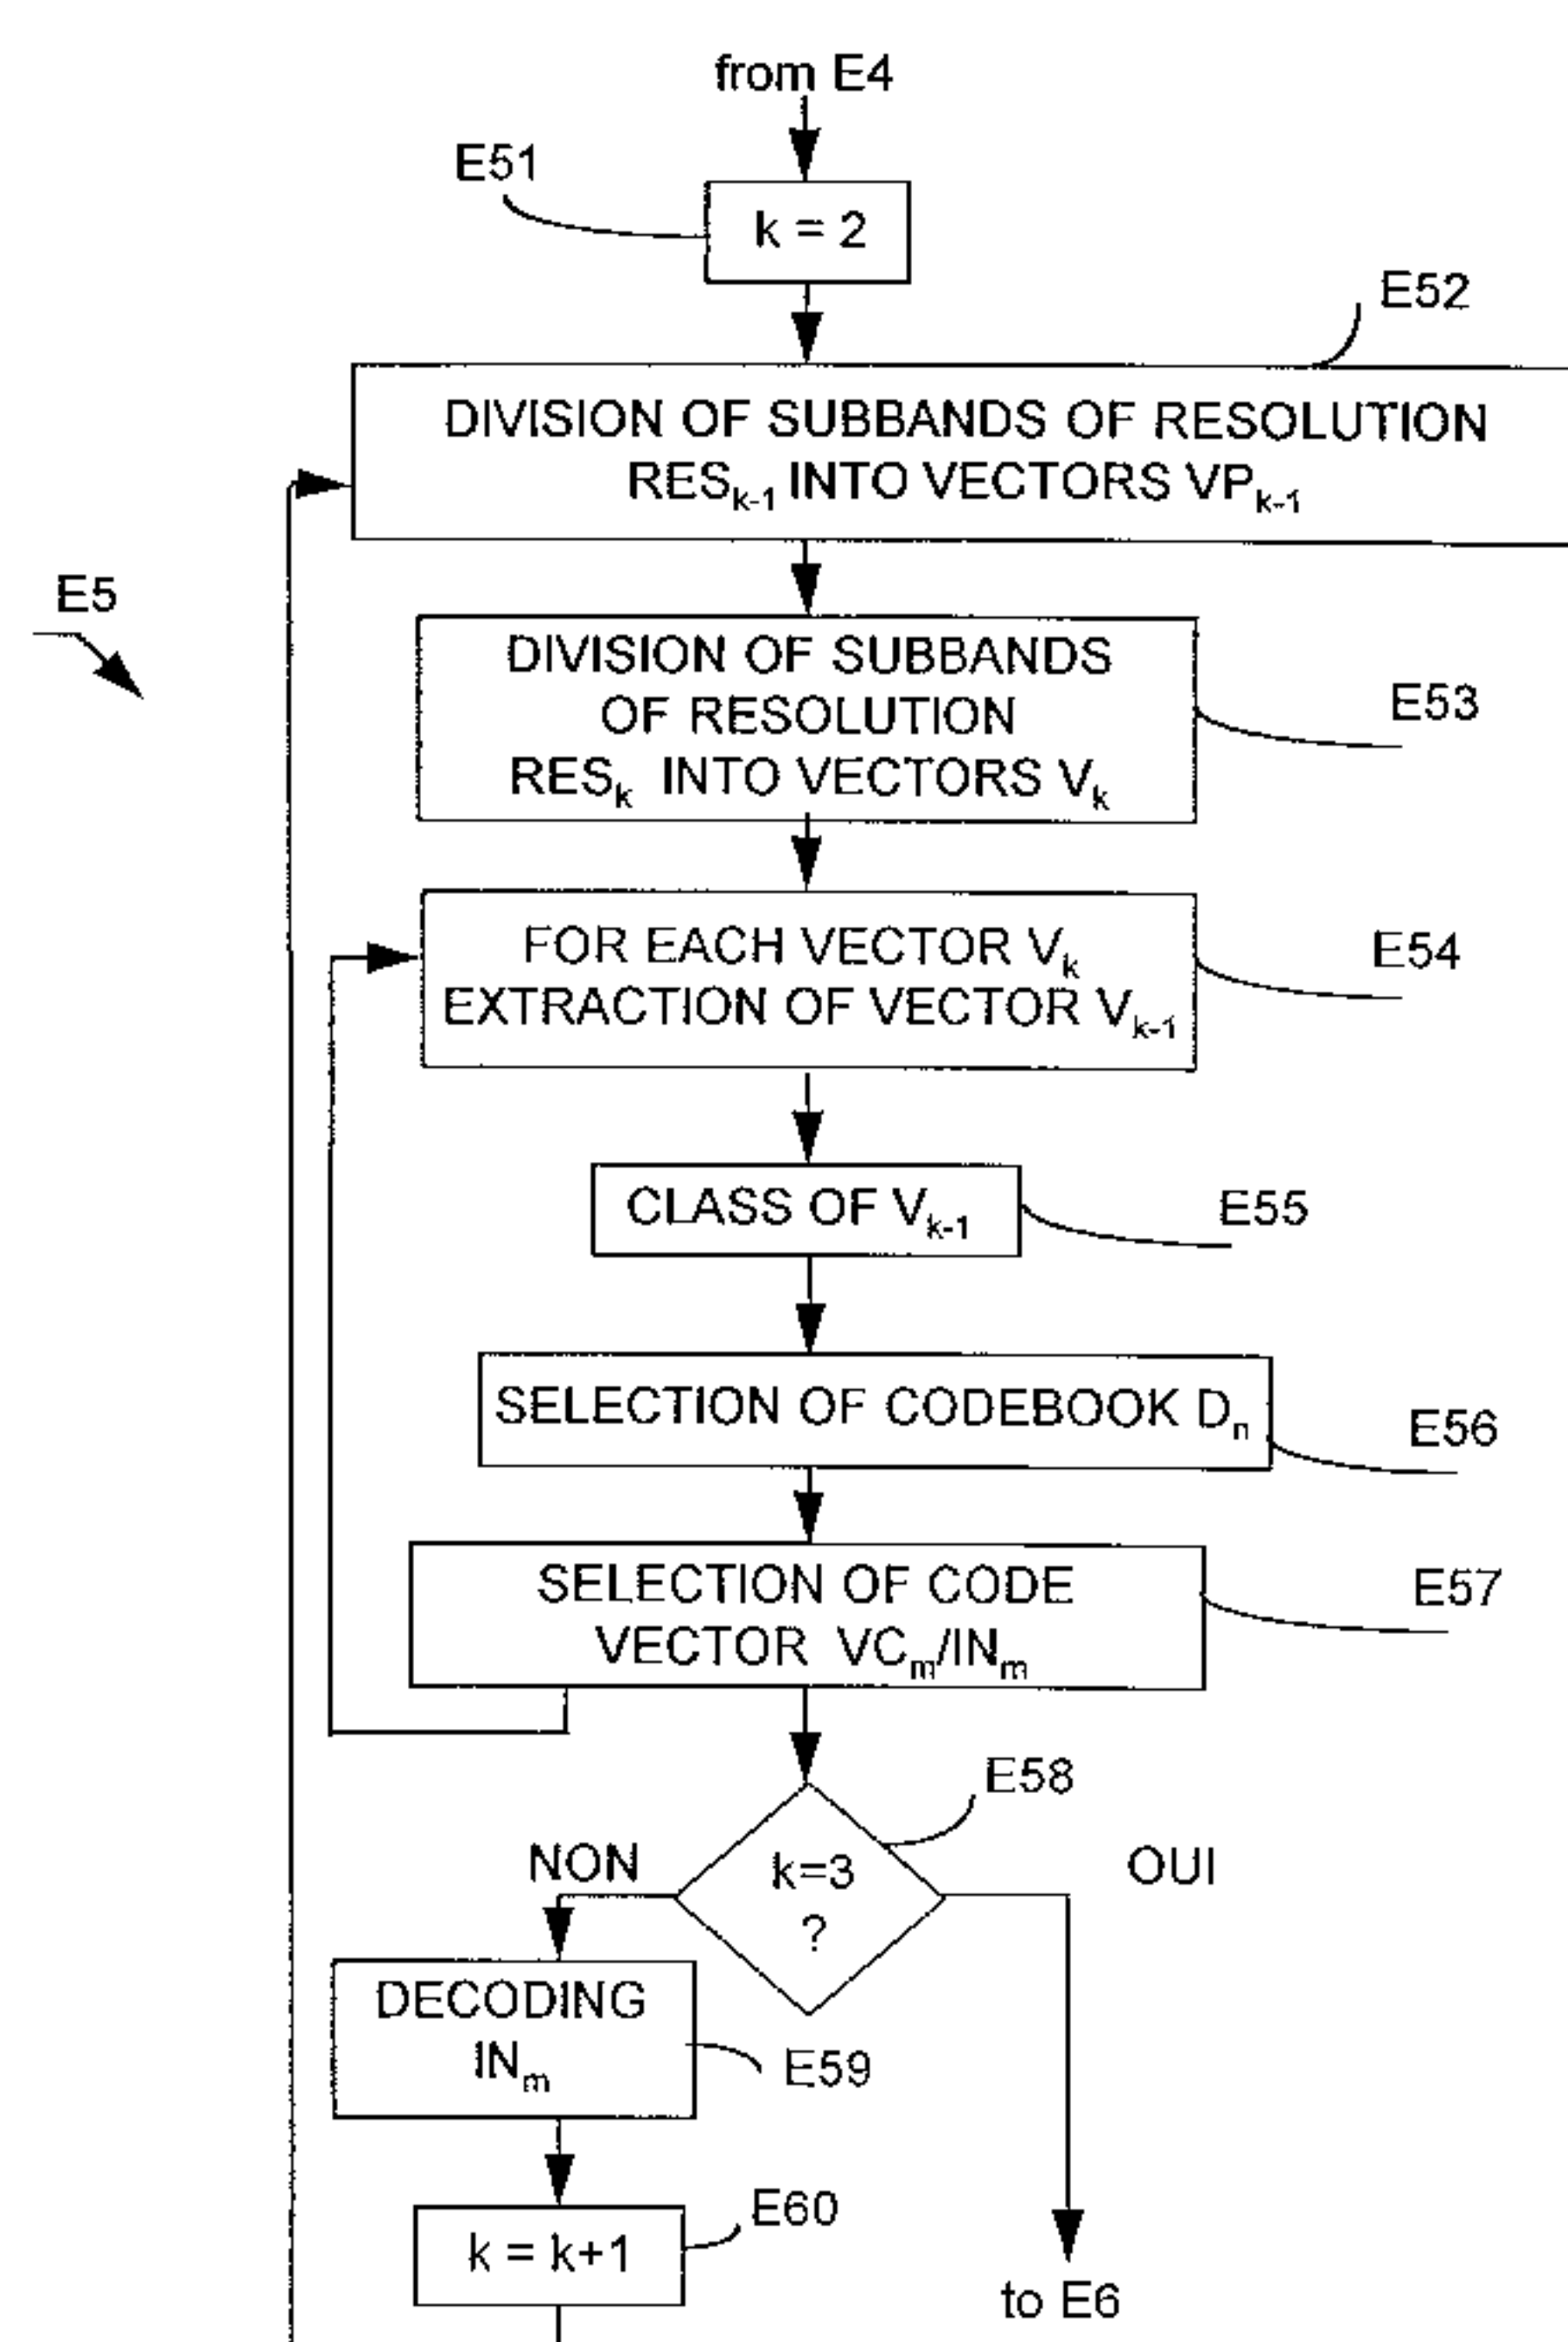 from E4
E51
k = 2
E52
DIVISION OF SUBBANDS OF RESOLUTION
RESk-1 INTO VECTORS VPk-1
E5
DIVISION OF SUBBANDS
OF RESOLUTION
RESk INTO VECTORS Vk
E53
FOR EACH VECTOR Vk
EXTRACTION OF VECTOR Vk-1
E54
CLASS OF Vk-1
E55
SELECTION OF CODEBOOK Dn
E56
SELECTION OF CODE
VECTOR VCm/INm
E57
E58
NON
k=3
?
OUI
DECODING
INm
E59
E60
k = k+1
to E6